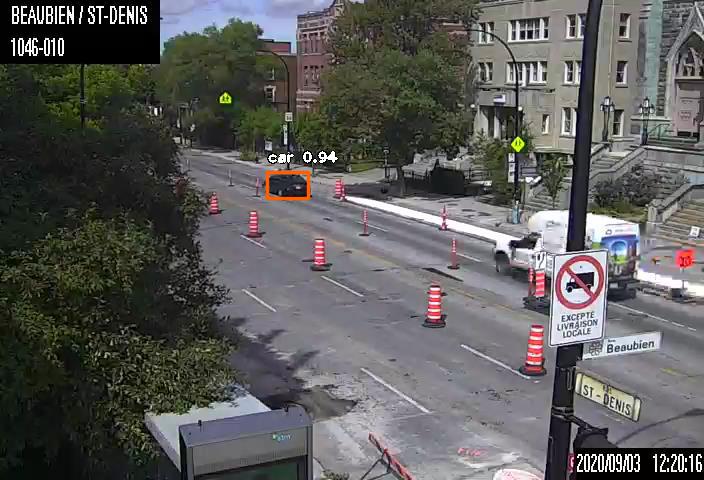 BEAUBIEN / ST-DENIS
1046-010
car 0.94
EXCEPTÉ
LIVRAISON
LOCALE
Beaubien
ST-DENIS
stm
2020/09/03 12:20:16